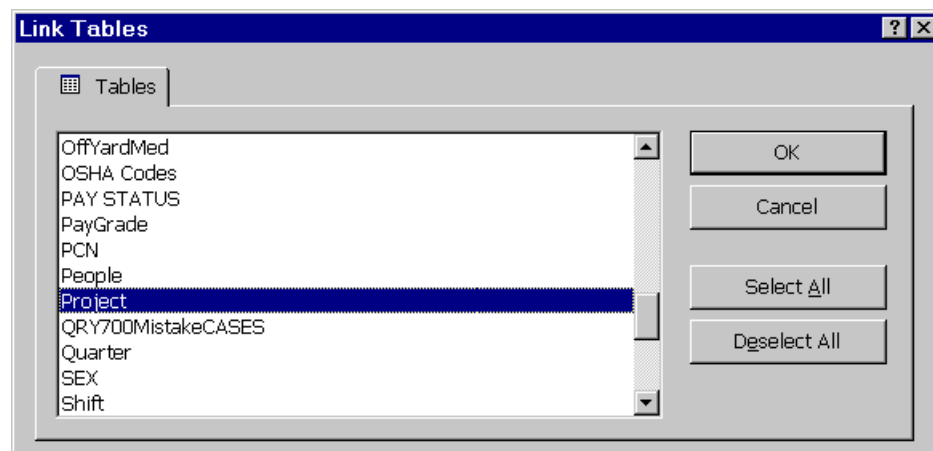 Link Tables
Tables
OffYardMed
OSHA Codes
PAY STATUS
PayGrade
PCN
People
Project
QRY700MistakeCASES
Quarter
SEX
Shift
OK
Cancel
Select All
Deselect All